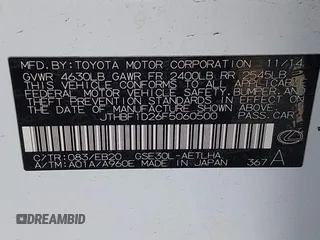 MFD.BY:TOYOTA MOTOR CORPORATION 11/14
GVWR 4630LB GAWR FR 2400LB RR 2545LB
THIS VEHICLE CONFORMS TO ALL APPLICABLE
FEDERAL MOTOR VEHICLE SAFETY, BUMPER, AND
THEFT PREVENTION STANDARDS IN EFFECT ON
THE DATE OF MANUFACTURE SHOWN ABOVE.
JTHBF1D26F5060500 PASS.CAR
C/TR:083/EB20 GSE30L-AETLHA
A/TM:A01A/A960E MADE IN JAPAN 367 A
DREAMBID